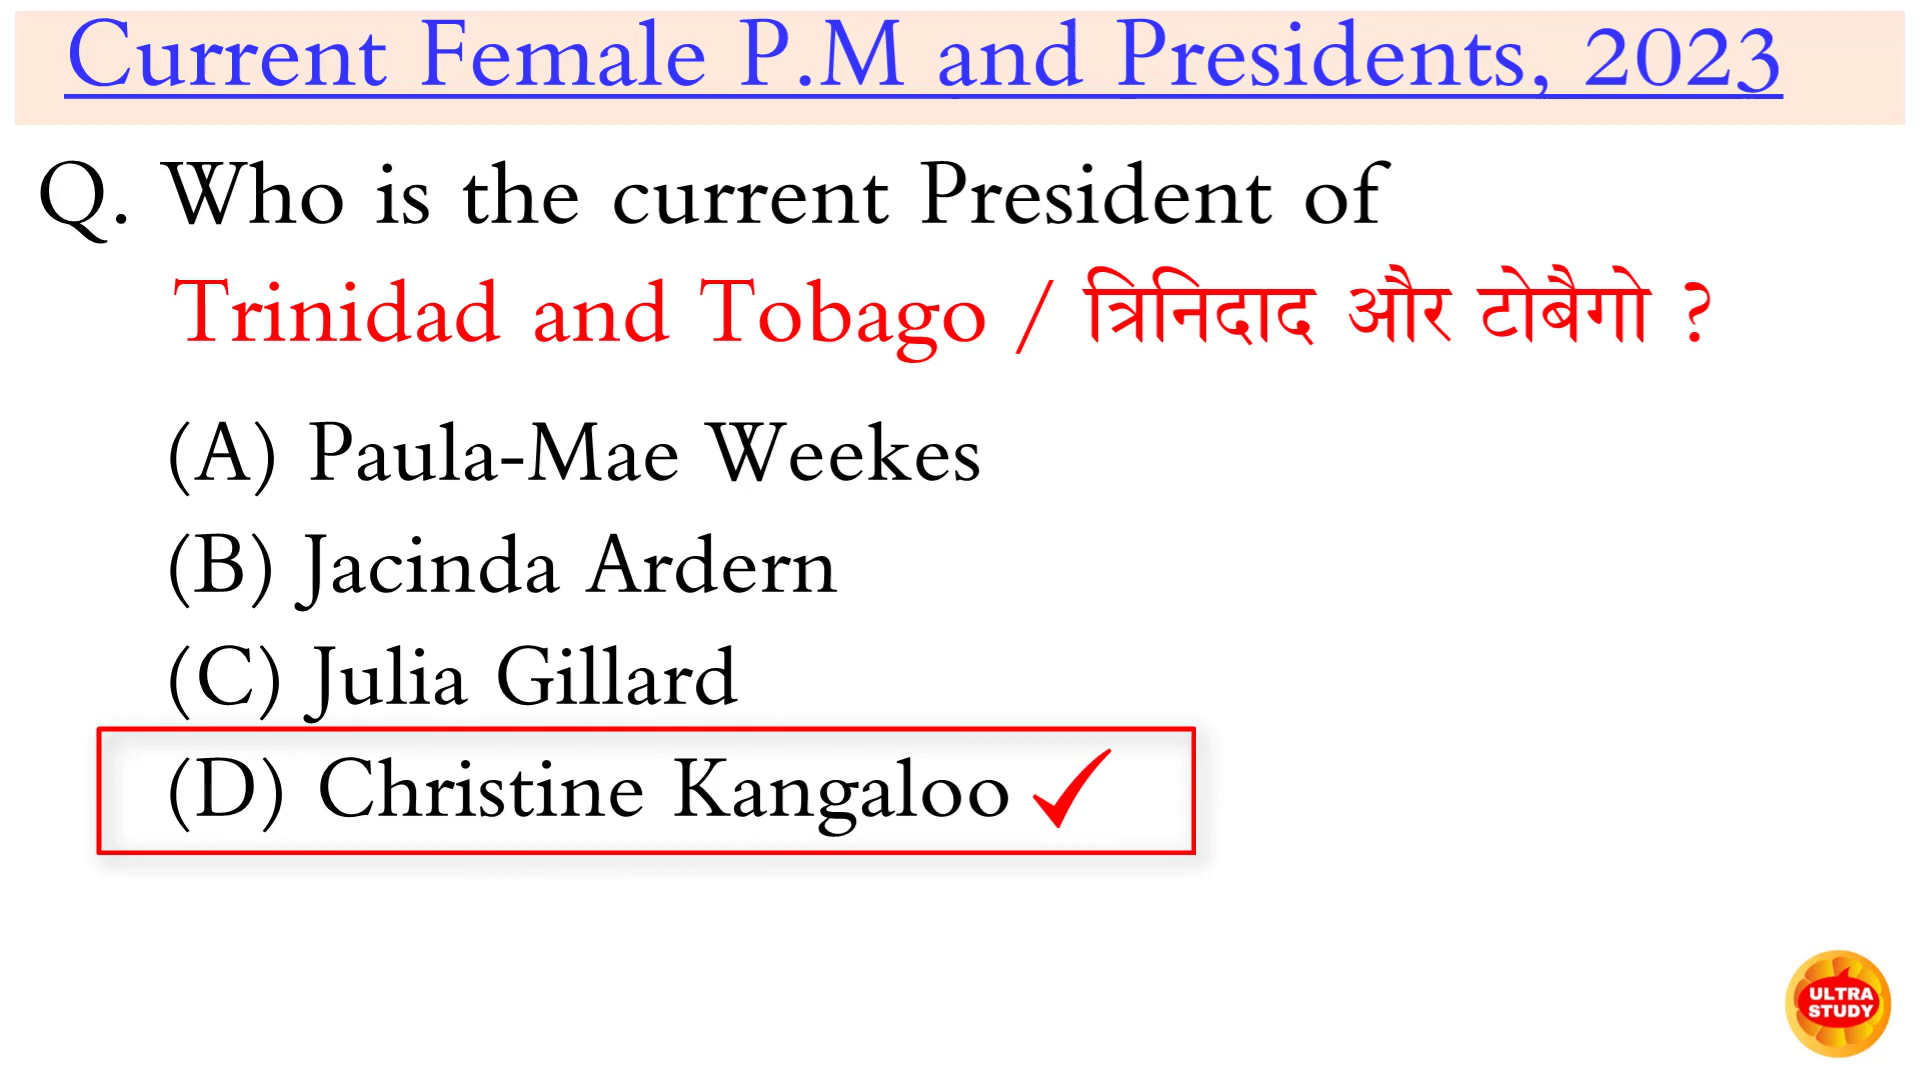 Current Female P.M and Presidents, 2023
Q. Who is the current President of
Trinidad and Tobago / त्रिनिदाद और टोबैगो ?
(A) Paula-Mae Weekes
(B) Jacinda Ardern
(C) Julia Gillard
(D) Christine Kangaloo
ULTRA
STUDY